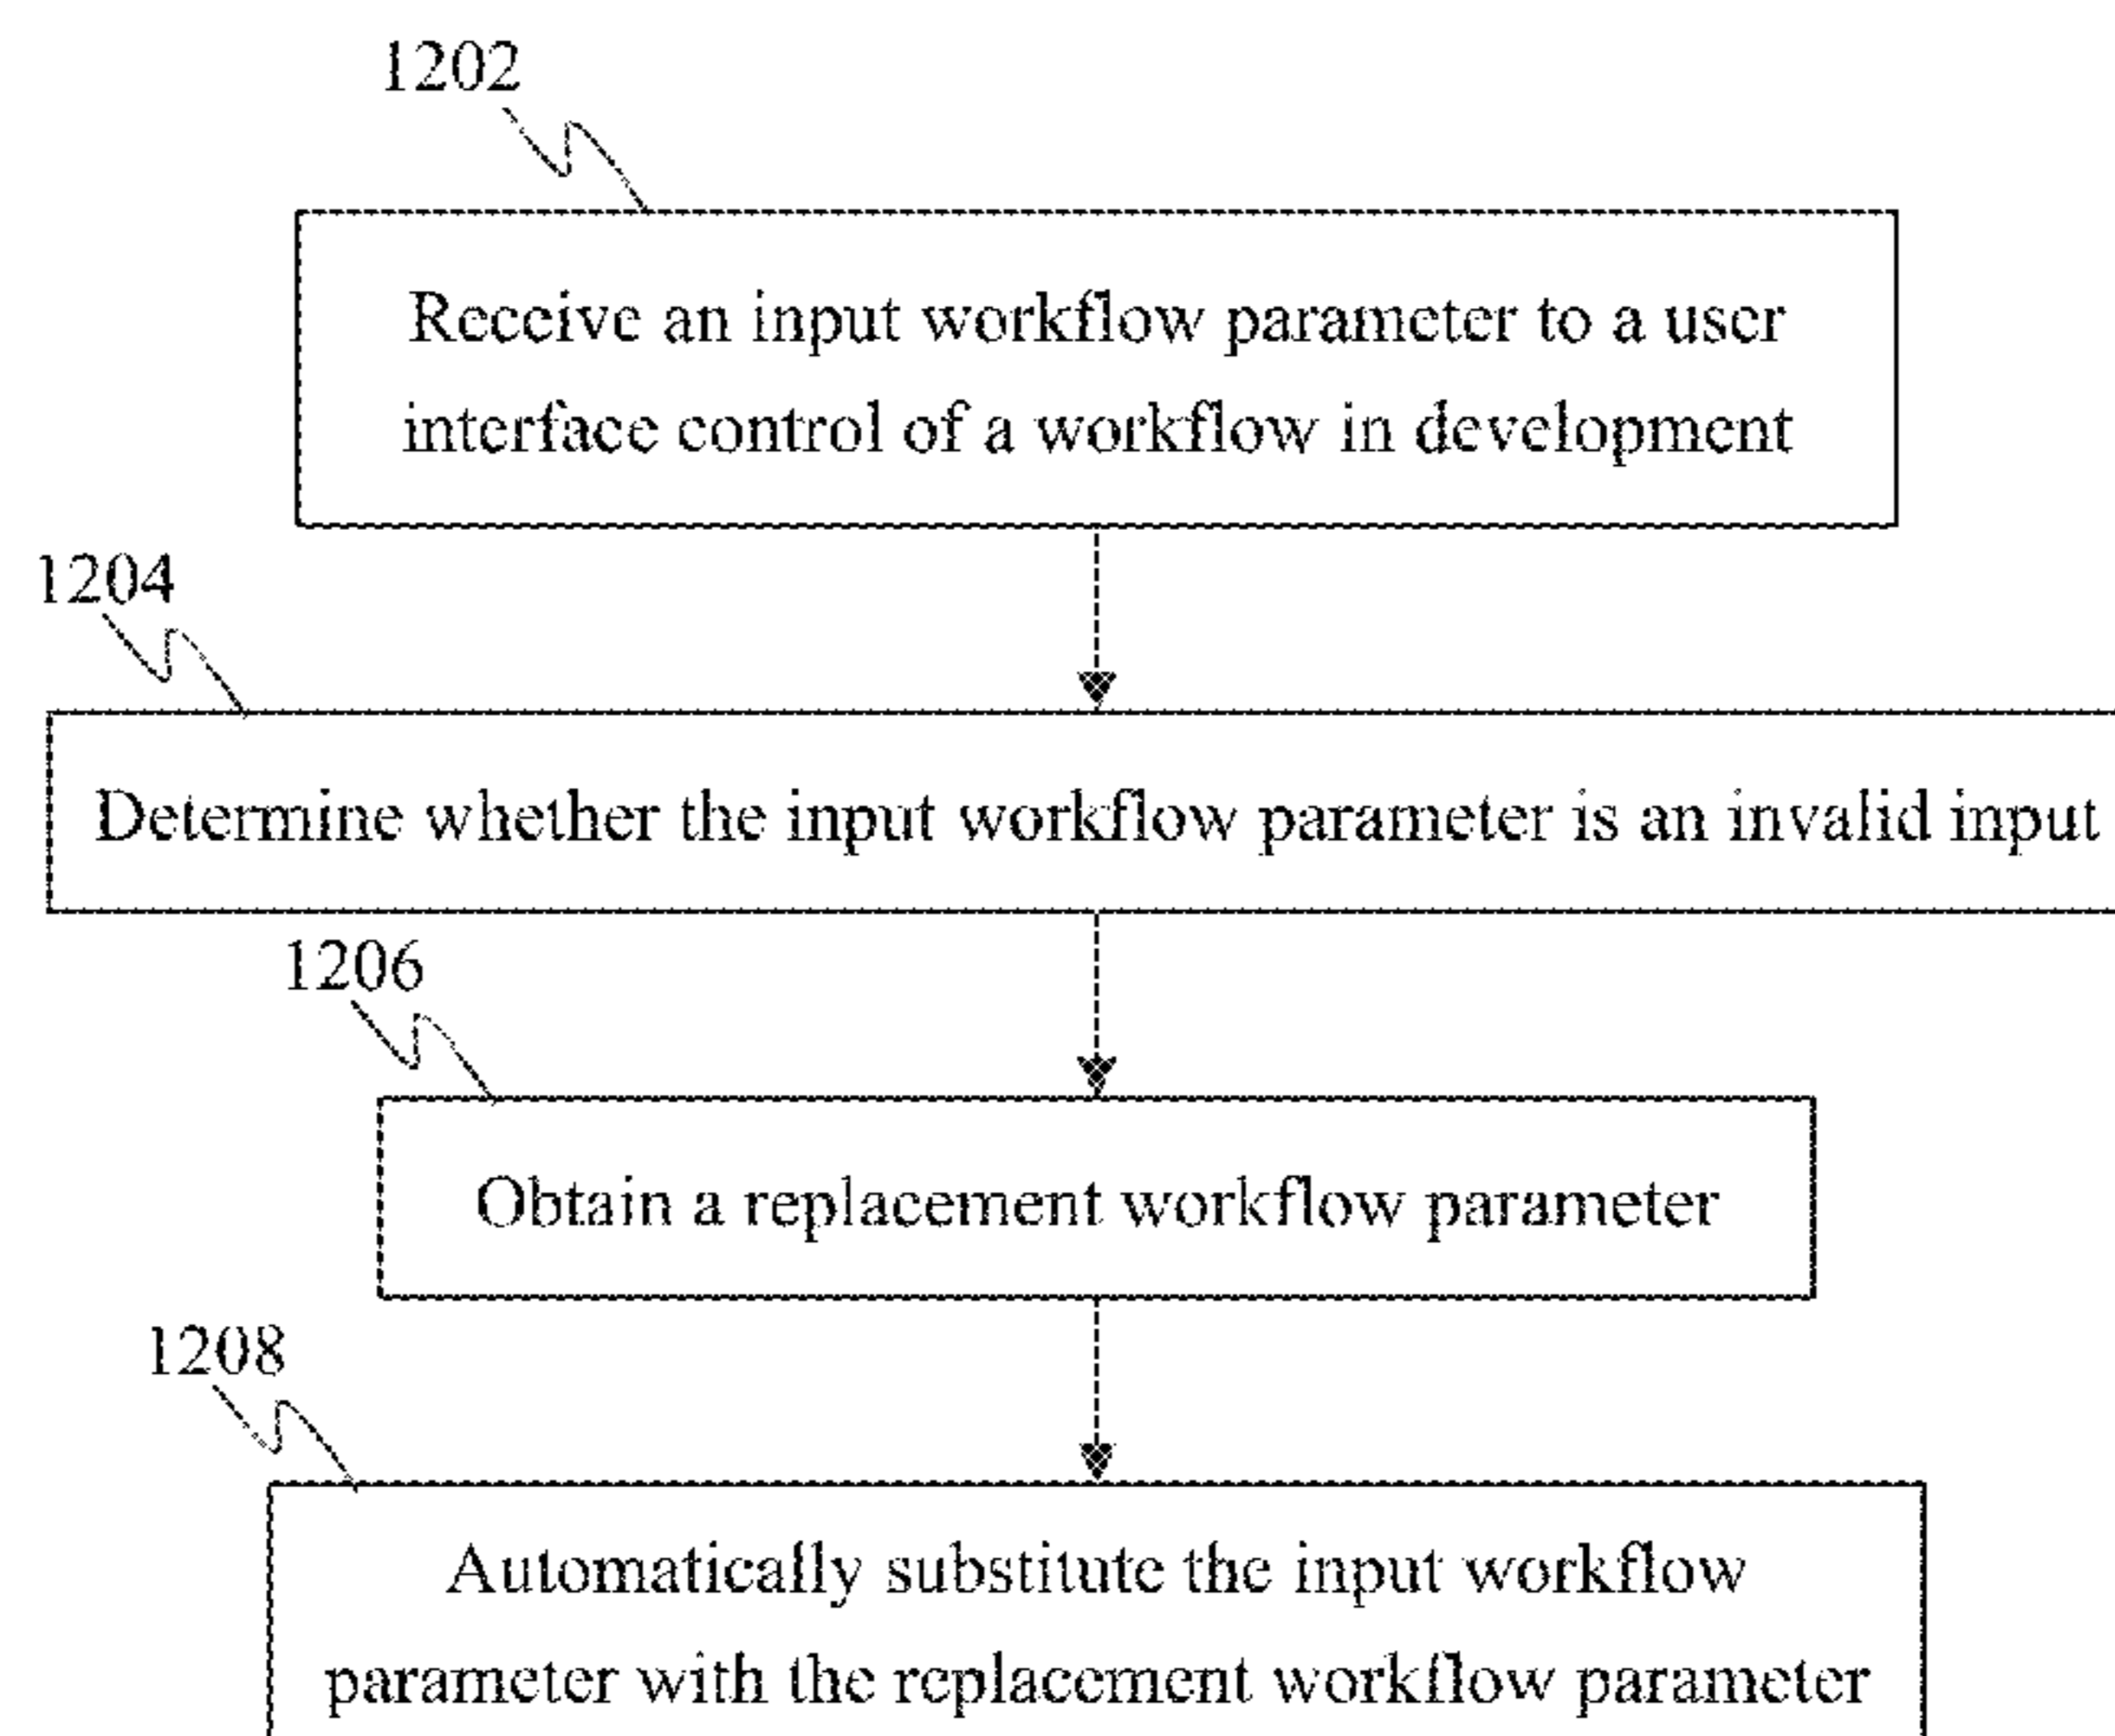 1202
Receive an input workflow parameter to a user
interface control of a workflow in development
1204
Determine whether the input workflow parameter is an invalid input
1206
Obtain a replacement workflow parameter
1208
Automatically substitute the input workflow
parameter with the replacement workflow parameter